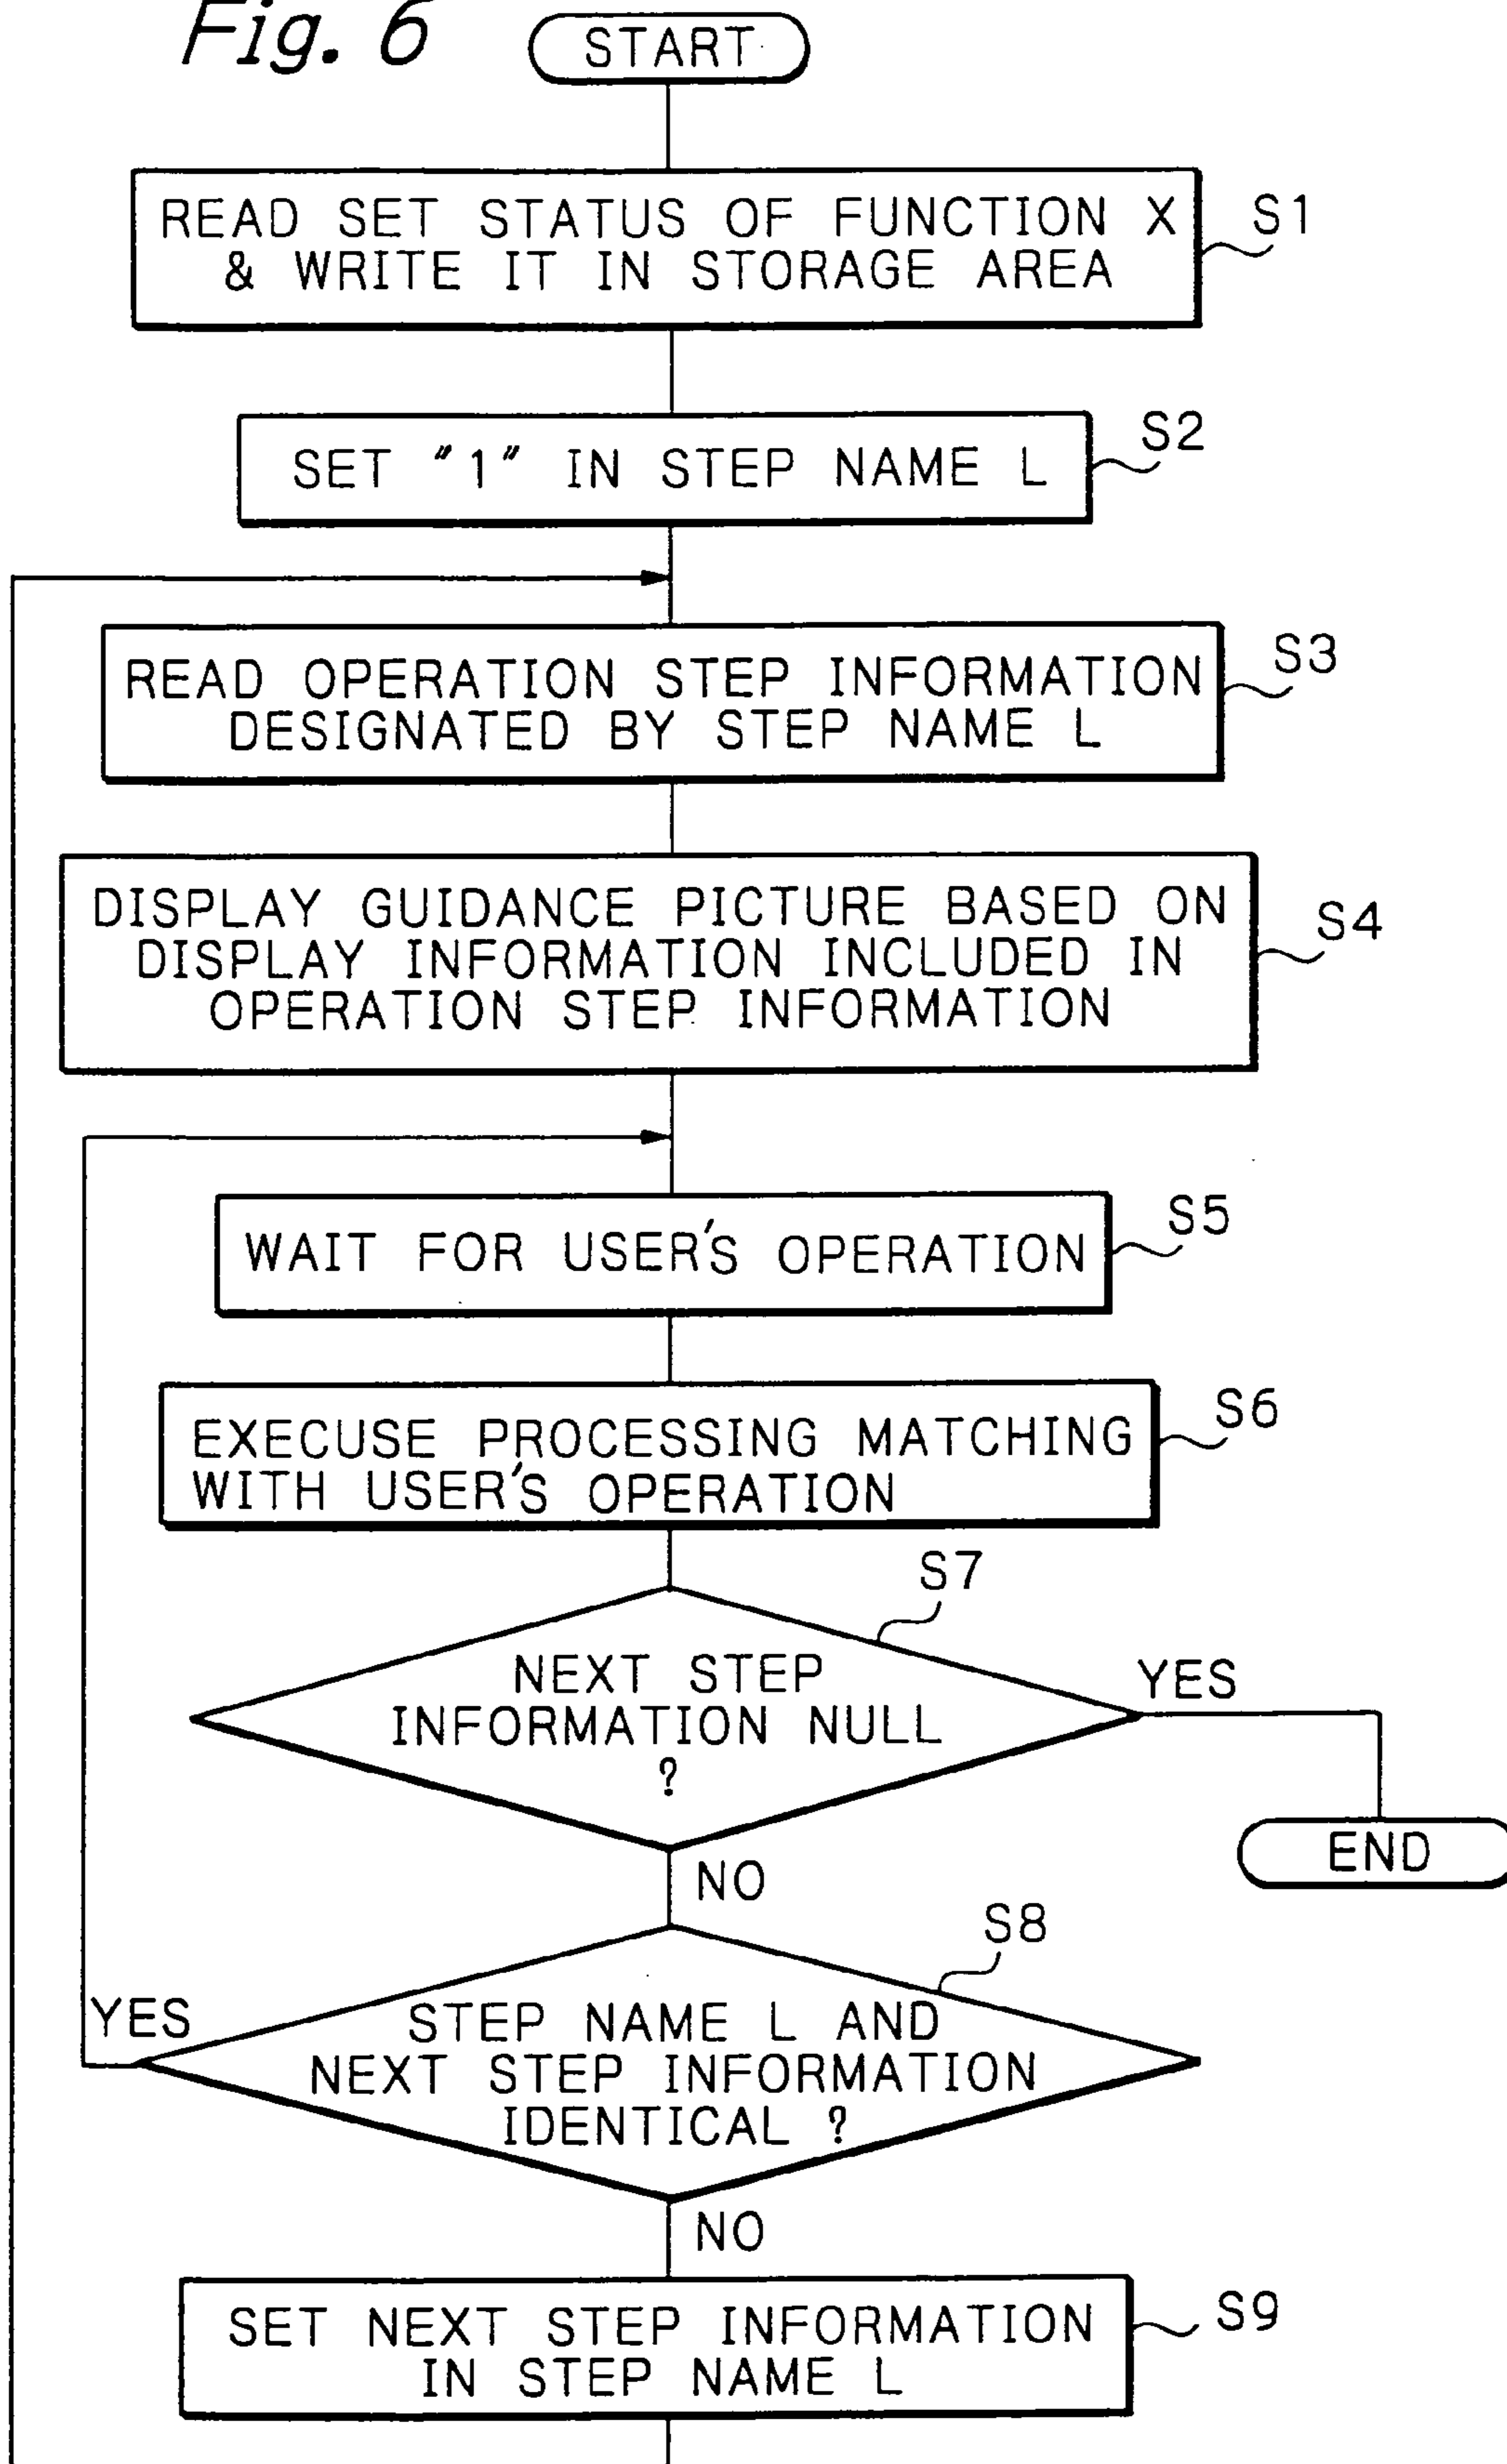 Fig. 6
START
READ SET STATUS OF FUNCTION X
& WRITE IT IN STORAGE AREA
S1
SET "1" IN STEP NAME L
S2
READ OPERATION STEP INFORMATION
DESIGNATED BY STEP NAME L
S3
DISPLAY GUIDANCE PICTURE BASED ON
DISPLAY INFORMATION INCLUDED IN
OPERATION STEP INFORMATION
S4
WAIT FOR USER'S OPERATION
S5
EXECUSE PROCESSING MATCHING
WITH USER'S OPERATION
S6
S7
NEXT STEP
INFORMATION NULL
?
YES
END
NO
S8
YES
STEP NAME L AND
NEXT STEP INFORMATION
IDENTICAL ?
NO
SET NEXT STEP INFORMATION
IN STEP NAME L
S9